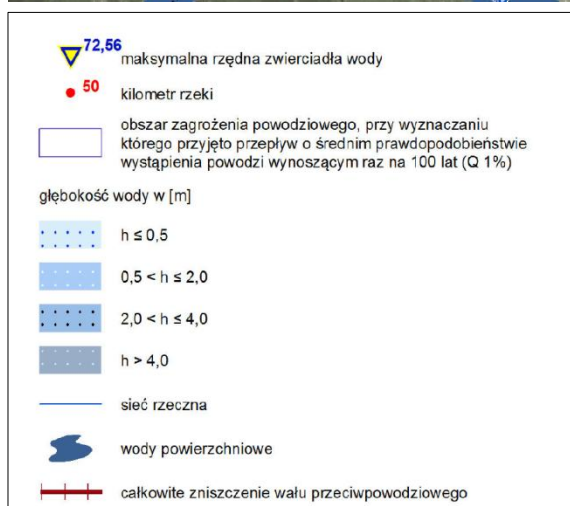 72,56
maksymalna rzędna zwierciadła wody
50
kilometr rzeki
obszar zagrożenia powodziowego, przy wyznaczaniu
którego przyjęto przepływ o średnim prawdopodobieństwie
wystąpienia powodzi wynoszącym raz na 100 lat (Q 1%)
głębokość wody w [m]
h ≤ 0,5
0,5 < h ≤ 2,0
2,0 < h ≤ 4,0
h > 4,0
sieć rzeczna
wody powierzchniowe
całkowite zniszczenie wału przeciwpowodziowego